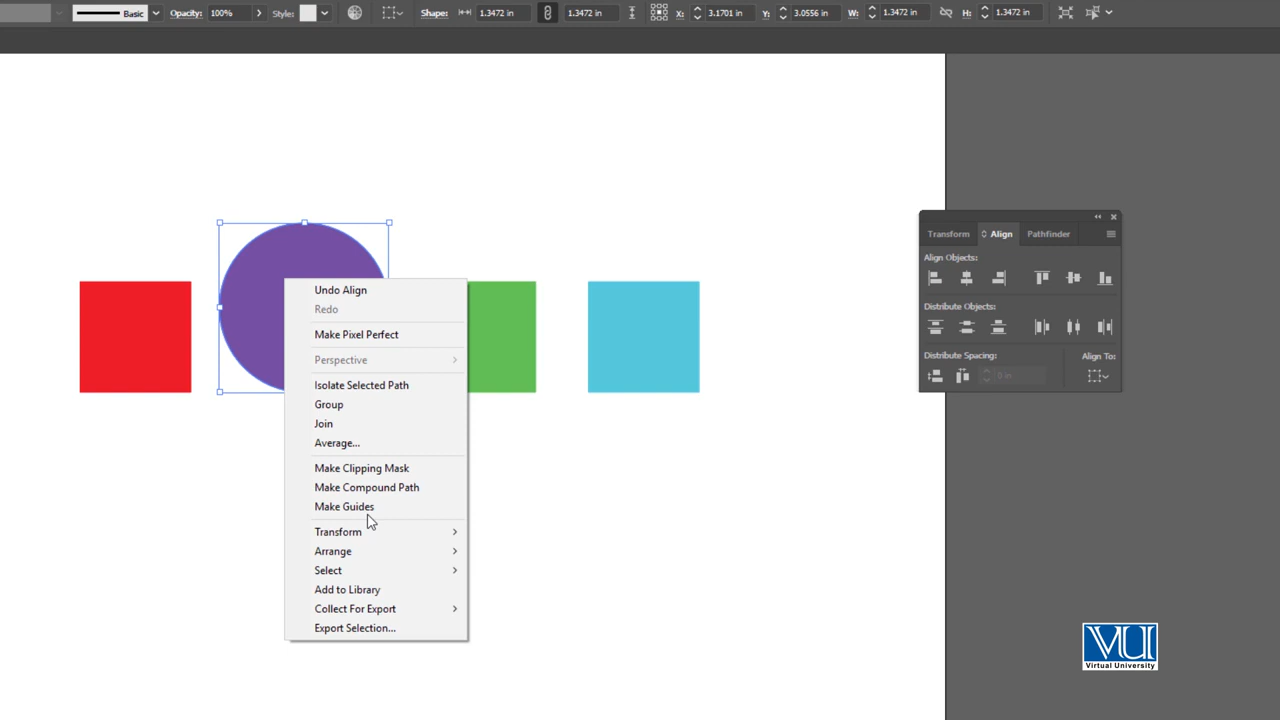 Basic Opacity: 100% Style: Shape: 1.3472 in 1.3472 in X: 3.1701 in Y: 3.0556 in W: 1.3472 in H: 1.3472 in
Transform Align Pathfinder
Align Objects:
Distribute Objects:
Distribute Spacing: Align To:
0 in
Undo Align
Redo
Make Pixel Perfect
Perspective
Isolate Selected Path
Group
Join
Average...
Make Clipping Mask
Make Compound Path
Make Guides
Transform
Arrange
Select
Add to Library
Collect For Export
Export Selection...
VU
Virtual University